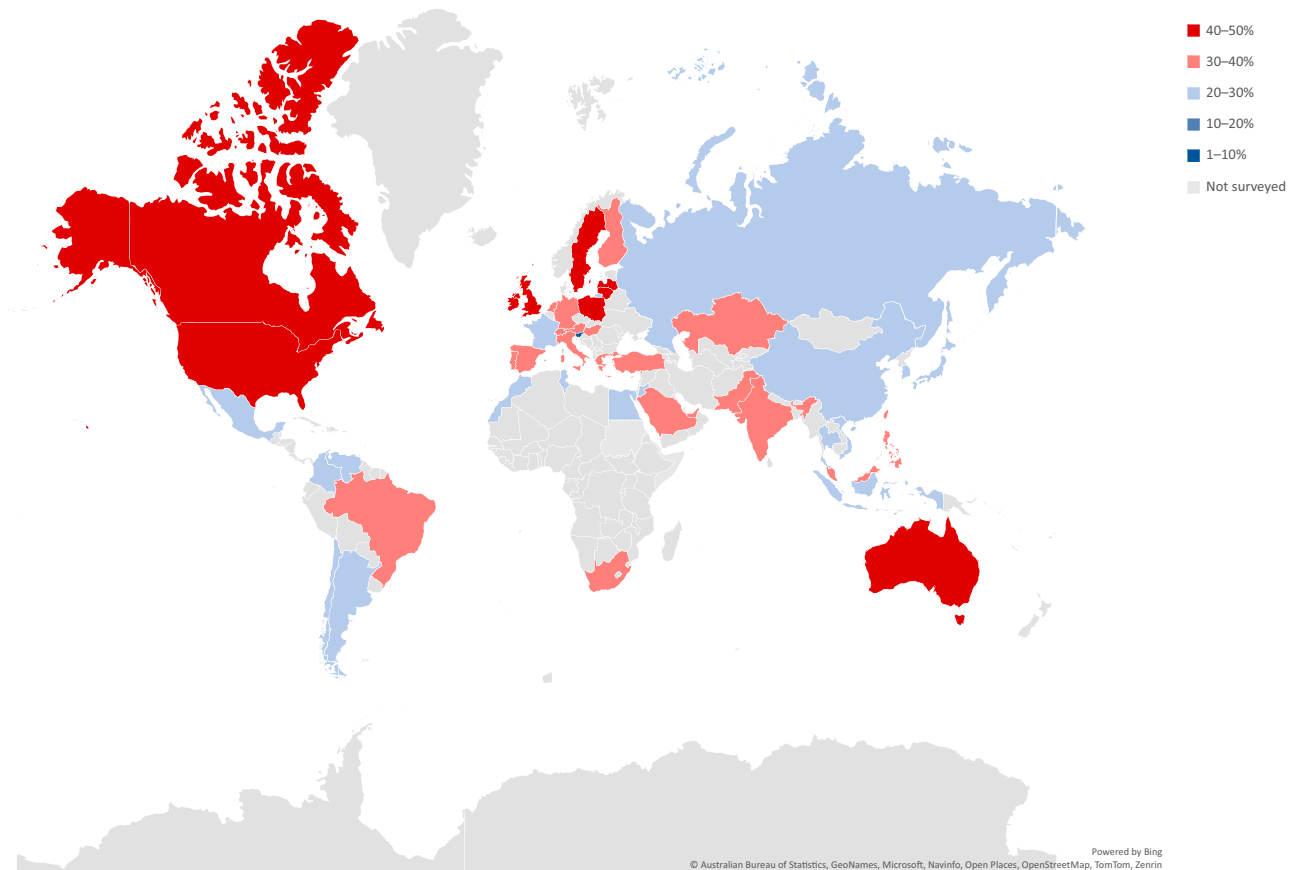 40–50%
30–40%
20–30%
10–20%
1–10%
Not surveyed
Powered by Bing
© Australian Bureau of Statistics, GeoNames, Microsoft, Navinfo, Open Places, OpenStreetMap, TomTom, Zenrin